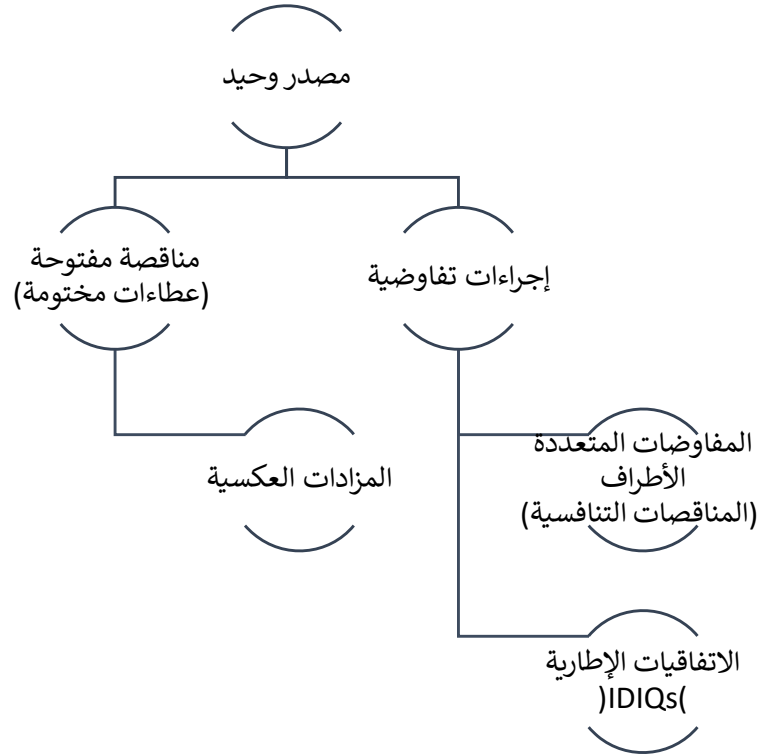 مصدر وحيد
مناقصة مفتوحة
(عطاءات مختومة)
إجراءات تفاوضية
المزادات العكسية
المفاوضات المتعددة
الأطراف
(المناقصات التنافسية)
الاتفاقيات الإطارية
)IDIQs(